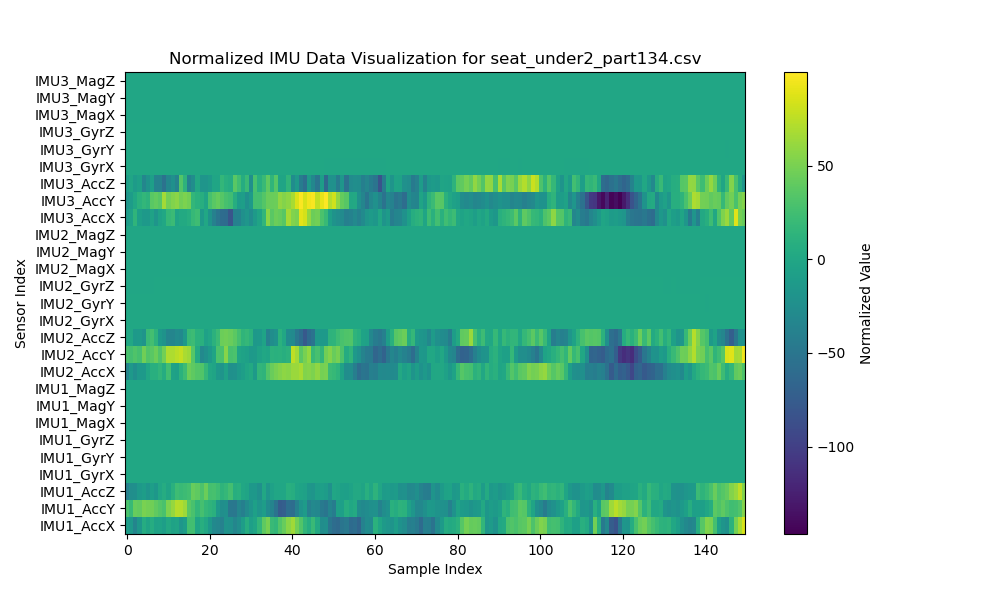 Normalized IMU Data Visualization for seat_under2_part134.csv
IMU3_MagZ
IMU3_MagY
IMU3_MagX
IMU3_GyrZ
IMU3_GyrY
IMU3_GyrX
IMU3_AccZ
IMU3_AccY
IMU3_AccX
IMU2_MagZ
IMU2_MagY
IMU2_MagX
IMU2_GyrZ
IMU2_GyrY
IMU2_GyrX
IMU2_AccZ
IMU2_AccY
IMU2_AccX
IMU1_MagZ
IMU1_MagY
IMU1_MagX
IMU1_GyrZ
IMU1_GyrY
IMU1_GyrX
IMU1_AccZ
IMU1_AccY
IMU1_AccX
Sensor Index
0 20 40 60 80 100 120 140
Sample Index
50
0
−50
−100
Normalized Value